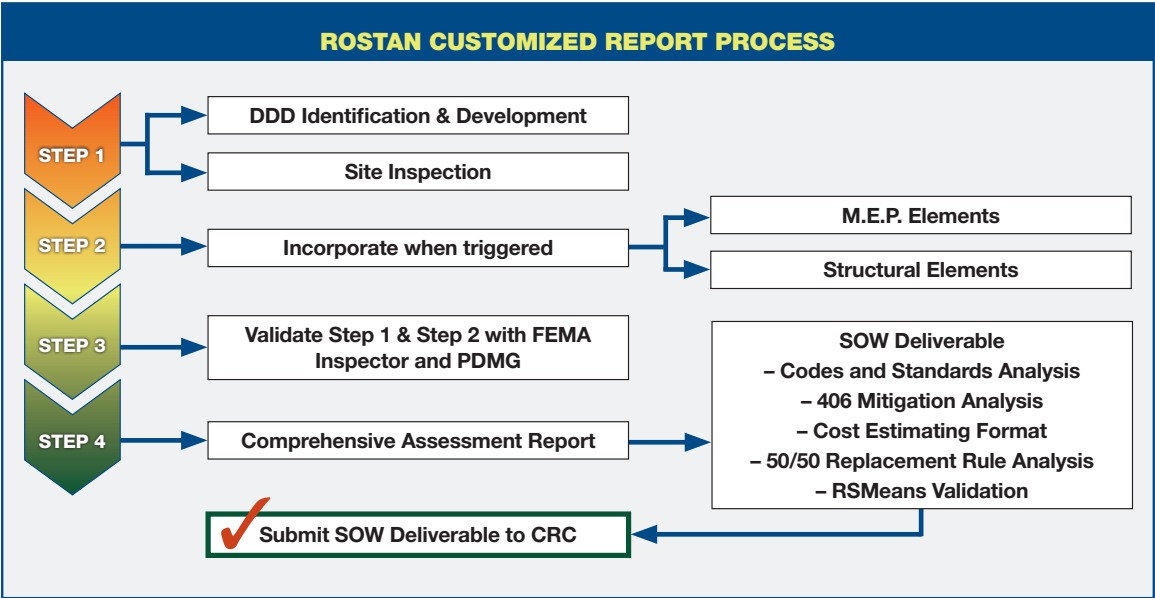 ROSTAN CUSTOMIZED REPORT PROCESS
STEP 1
DDD Identification & Development
Site Inspection
STEP 2
Incorporate when triggered
M.E.P. Elements
Structural Elements
STEP 3
Validate Step 1 & Step 2 with FEMA
Inspector and PDMG
STEP 4
Comprehensive Assessment Report
SOW Deliverable
– Codes and Standards Analysis
– 406 Mitigation Analysis
– Cost Estimating Format
– 50/50 Replacement Rule Analysis
– RSMeans Validation
Submit SOW Deliverable to CRC